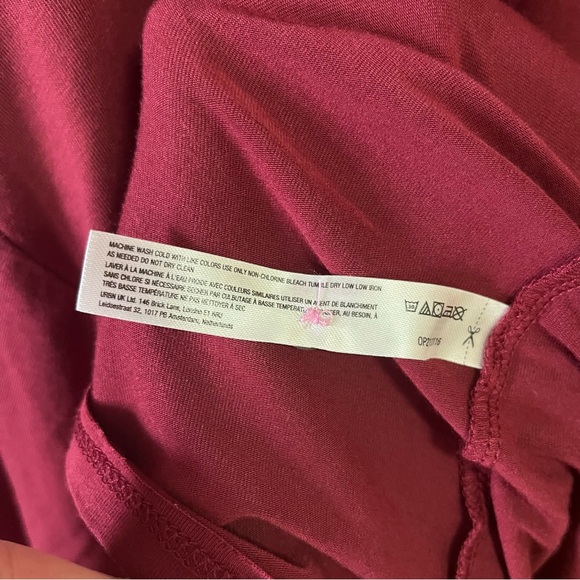 MACHINE WASH COLD WITH LIKE COLORS USE ONLY NON-CHLORINE BLEACH TUMBLE DRY LOW LOW IRON
AS NEEDED DO NOT DRY CLEAN
LAVER À LA MACHINE À L'EAU FRODE AVEC COULEURS SIMILAIRES UTILISER UN AGENT DE BLANCHIMENT
SANS CHLORE SI NÉCESSAIRE SÉCHER PAR CULBUTAGE À BASSE TEMPÉRATURE AU BESOIN, À
TRÈS BASSE TEMPÉRATURE NE PAS NETTOYER À SEC
URBN UK Ltd. 146 Brick Lane, London E1 6RU
Leidsestraat 32, 1017 PB Amsterdam, Netherlands